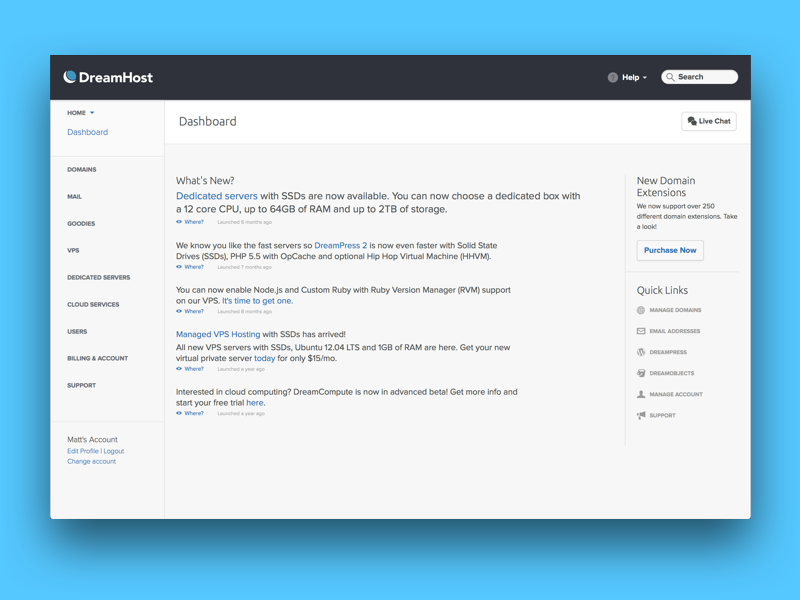 DreamHost
Help
Search
HOME
Dashboard
DOMAINS
MAIL
GOODIES
VPS
DEDICATED SERVERS
CLOUD SERVICES
USERS
BILLING & ACCOUNT
SUPPORT
Matt's Account
Edit Profile | Logout
Change account
Dashboard
Live Chat
What's New?
Dedicated servers with SSDs are now available. You can now choose a dedicated box with
a 12 core CPU, up to 64GB of RAM and up to 2TB of storage.
Where? Launched 6 months ago
We know you like the fast servers so DreamPress 2 is now even faster with Solid State
Drives (SSDs), PHP 5.5 with OpCache and optional Hip Hop Virtual Machine (HHVM).
Where? Launched 7 months ago
You can now enable Node.js and Custom Ruby with Ruby Version Manager (RVM) support
on our VPS. It's time to get one.
Where? Launched 8 months ago
Managed VPS Hosting with SSDs has arrived!
All new VPS servers with SSDs, Ubuntu 12.04 LTS and 1GB of RAM are here. Get your new
virtual private server today for only $15/mo.
Where? Launched a year ago
Interested in cloud computing? DreamCompute is now in advanced beta! Get more info and
start your free trial here.
Where? Launched a year ago
New Domain
Extensions
We now support over 250
different domain extensions. Take
a look!
Purchase Now
Quick Links
MANAGE DOMAINS
EMAIL ADDRESSES
DREAMPRESS
DREAMOBJECTS
MANAGE ACCOUNT
SUPPORT